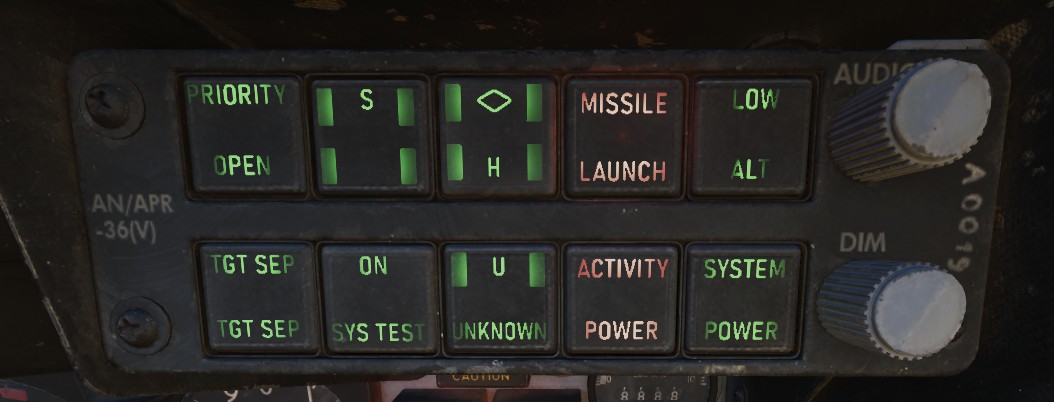 PRIORITY
OPEN
S
H
MISSILE
LAUNCH
LOW
ALT
AUDIO
AN/APR
-36(V)
A0019
TGT SEP
TGT SEP
ON
SYS TEST
U
UNKNOWN
ACTIVITY
POWER
SYSTEM
POWER
DIM
CAUTION